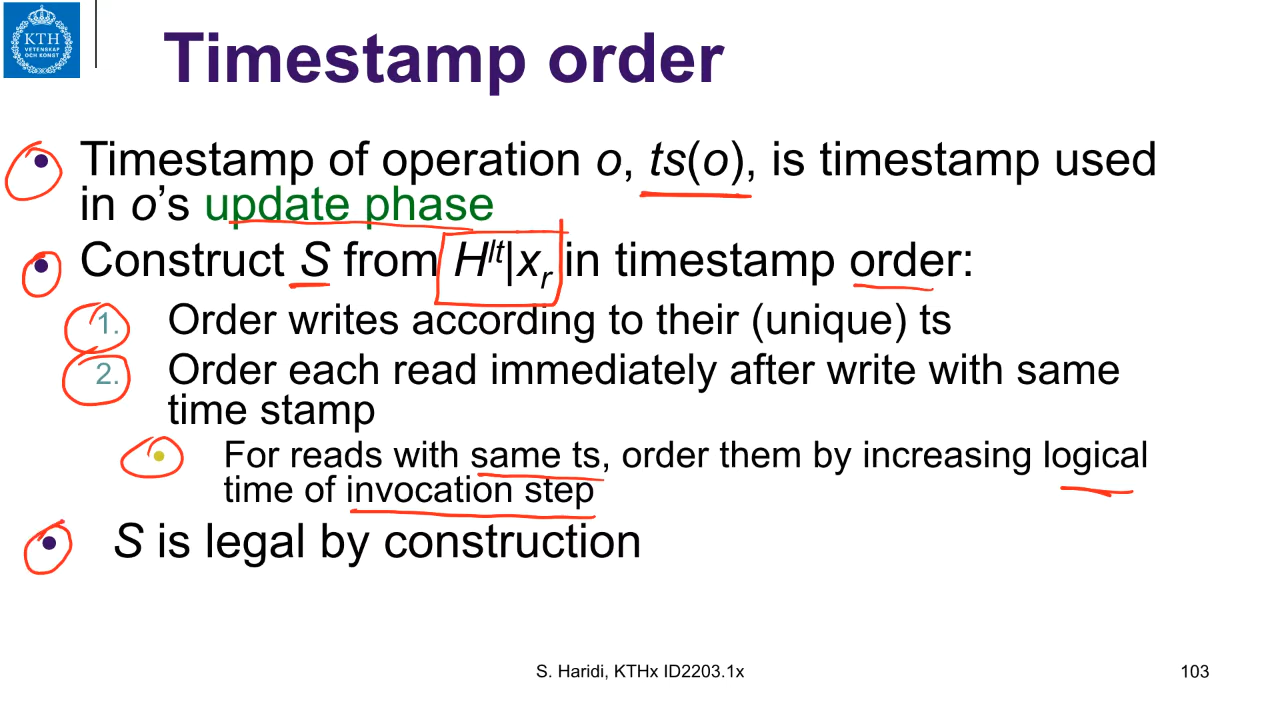 KTH
VETENSKAP
OCH KONST
Timestamp order
• Timestamp of operation o, ts(o), is timestamp used
in o's update phase
• Construct S from H^lt|x_r in timestamp order:
1. Order writes according to their (unique) ts
2. Order each read immediately after write with same
time stamp
• For reads with same ts, order them by increasing logical
time of invocation step
• S is legal by construction
S. Haridi, KTHx ID2203.1x
103